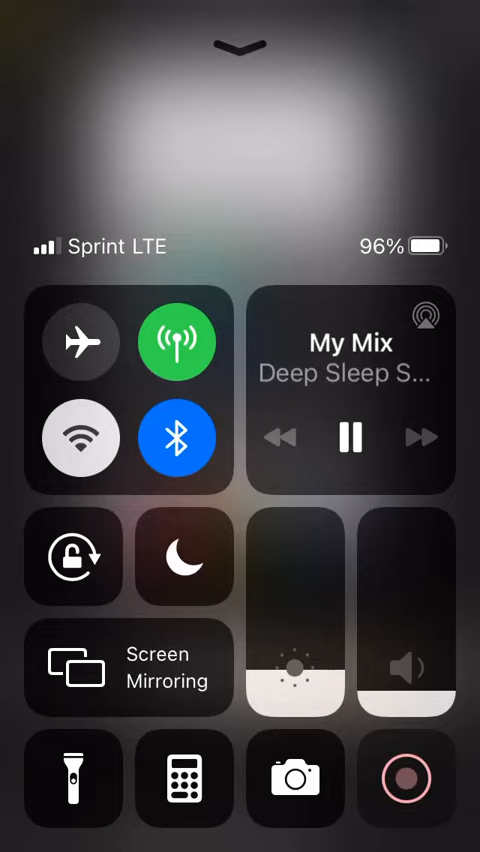 Sprint LTE
96%
My Mix
Deep Sleep S...
Screen
Mirroring